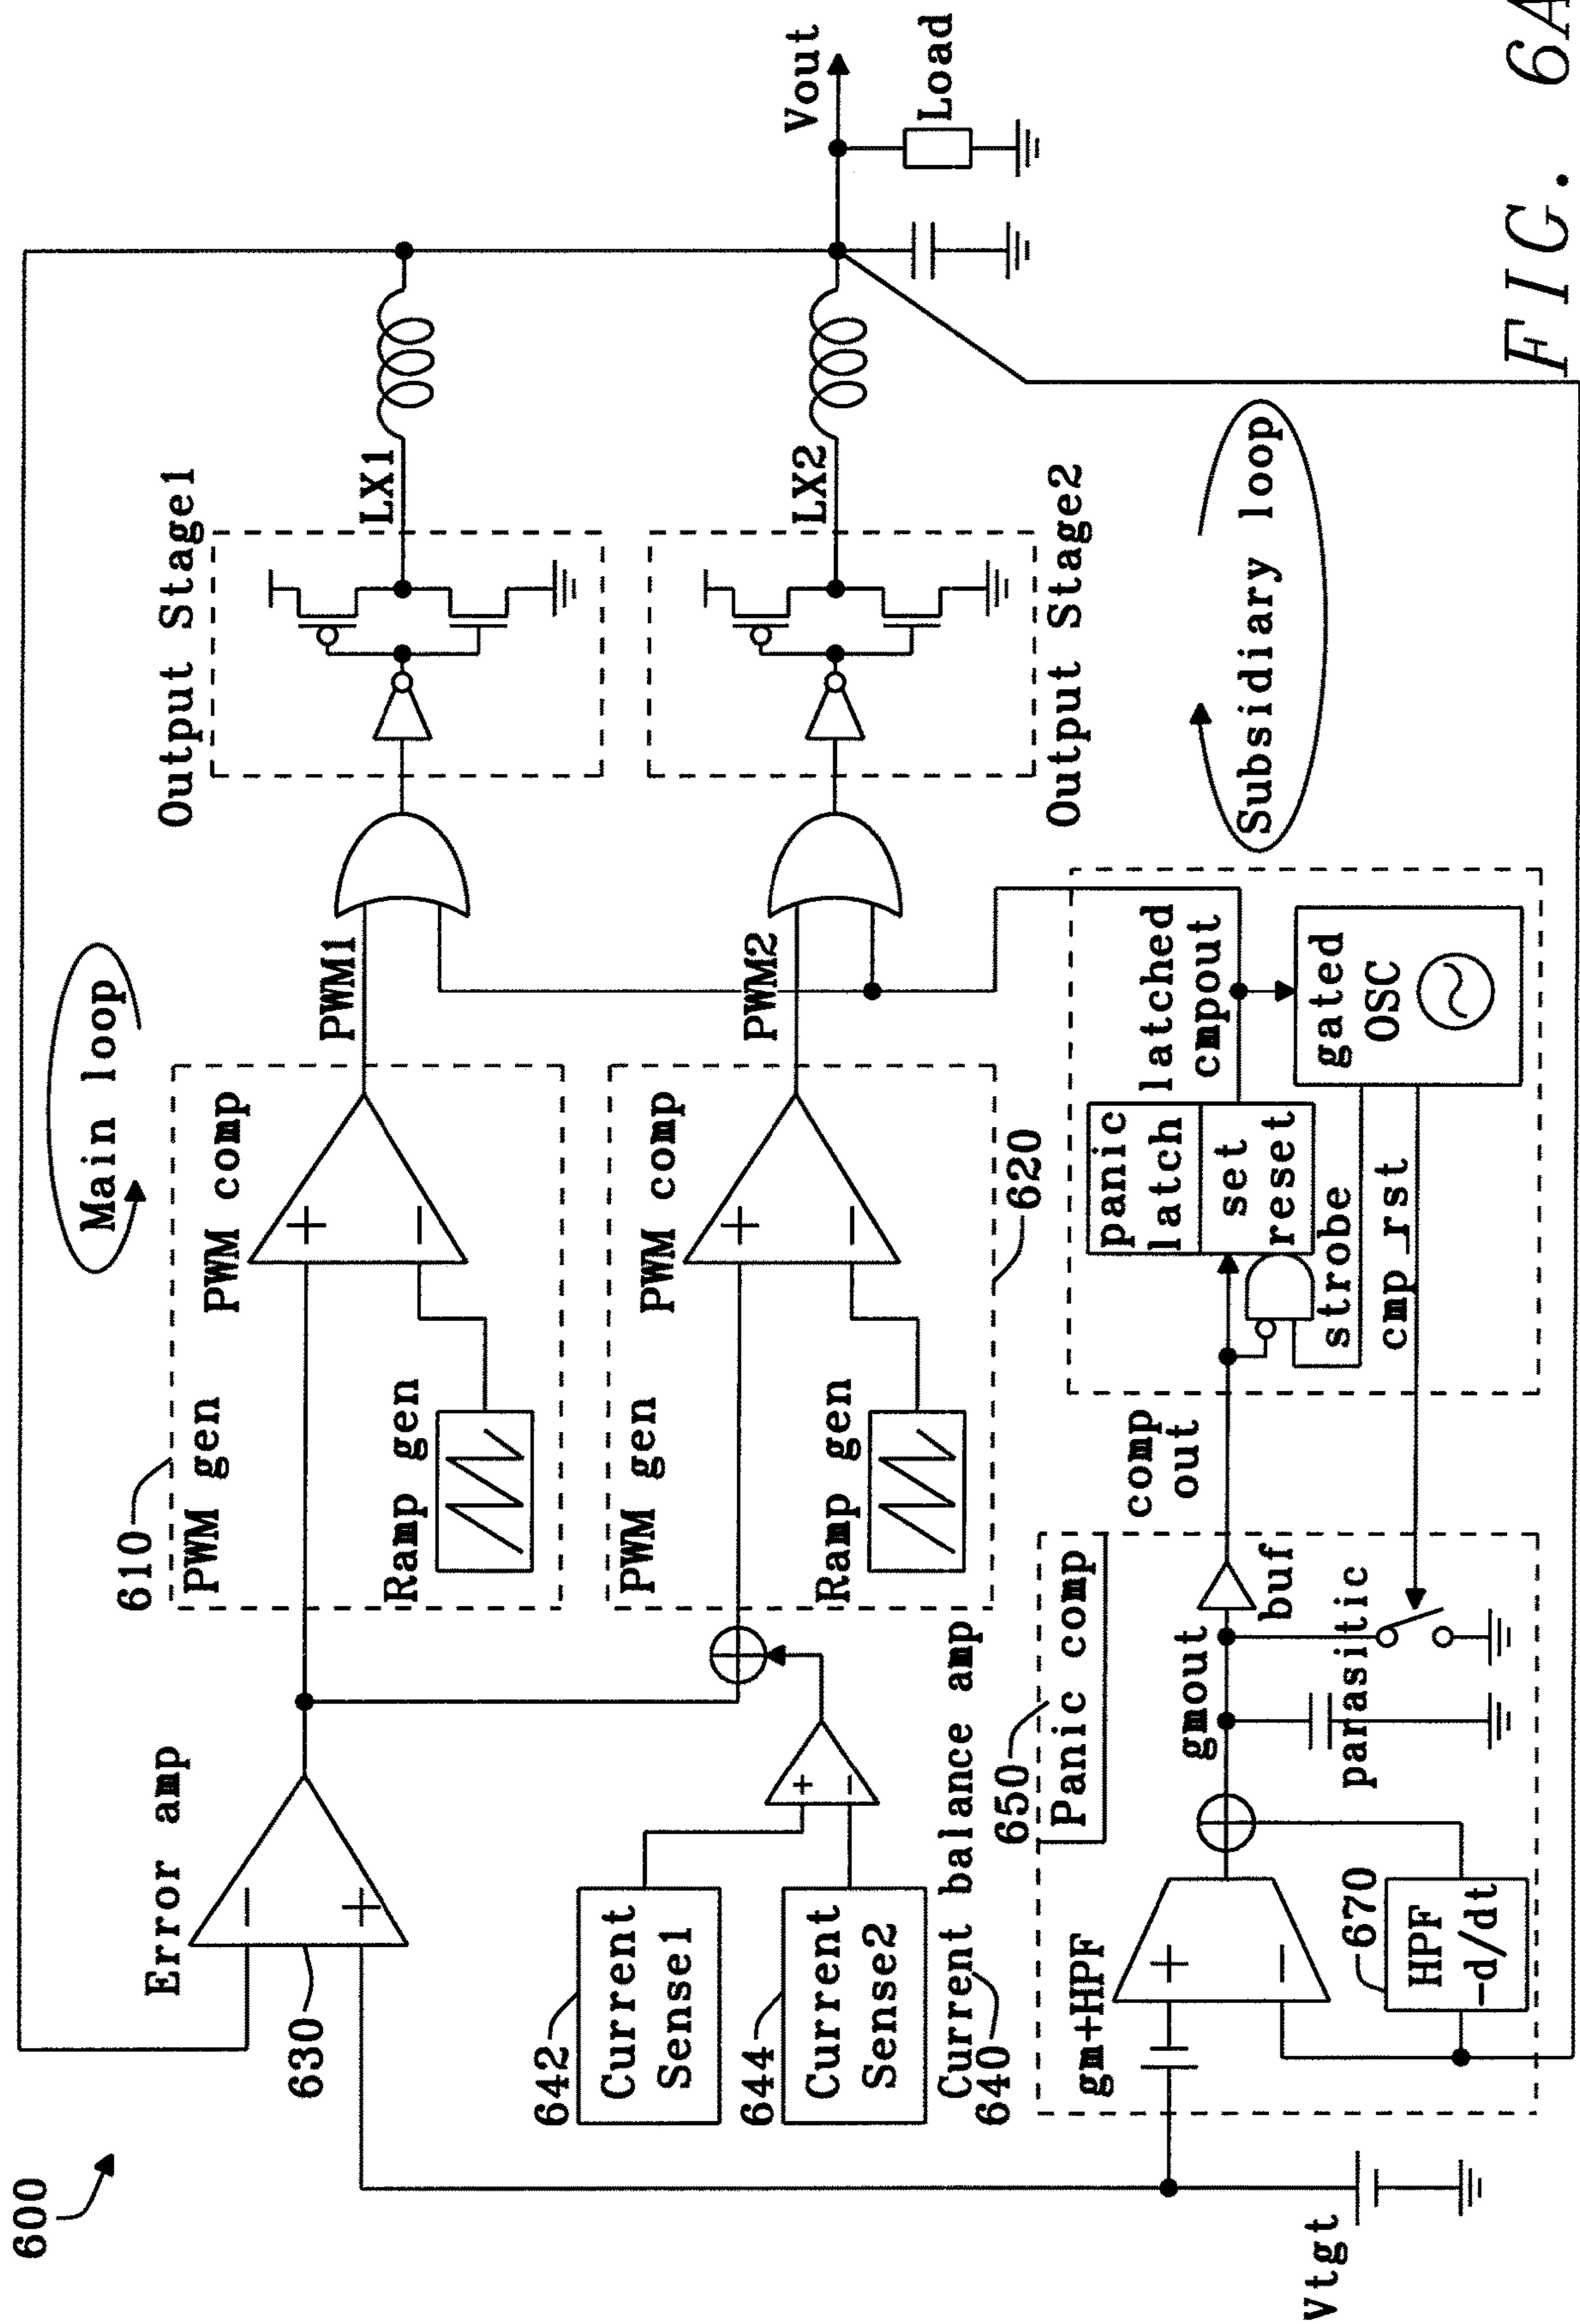 600
Main loop
Error amp
630
610
PWM gen
PWM comp
Ramp gen
PWM1
Output Stage1
LX1
642
Current
Sense1
644
Current
Sense2
Current balance amp
640
PWM gen
PWM comp
Ramp gen
620
PWM2
LX2
Output Stage2
Vout
Load
Vtgt
650
Panic comp
gm+HPF
670
HPF
-d/dt
gmout
parasitic
buf
comp
out
panic
latch
set
reset
strobe
cmp_rst
latched
cmpout
gated
OSC
Subsidiary loop
FIG. 6A